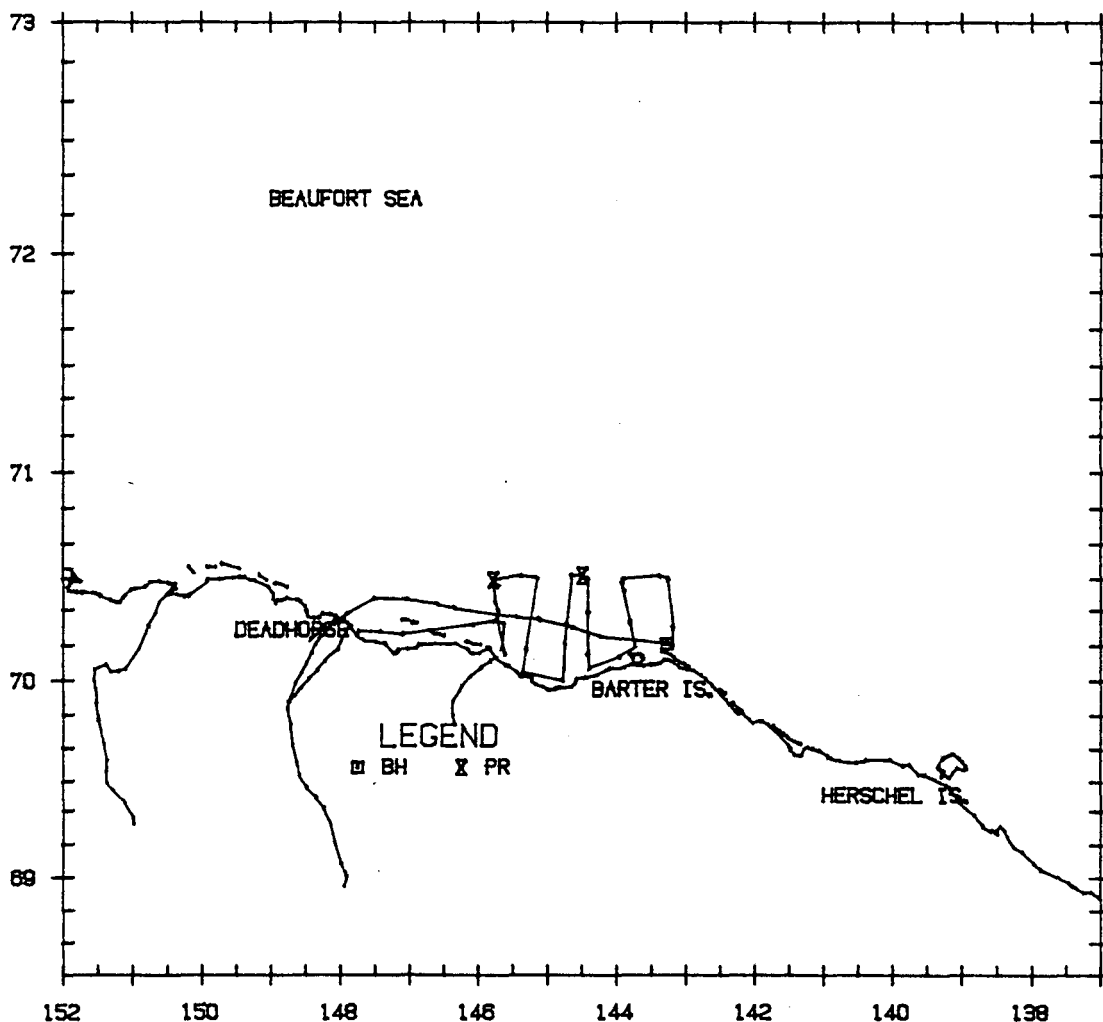 73
BEAUFORT SEA
72
71
DEADHORSE
70
BARTER IS.
LEGEND
BH PR
HERSCHEL IS.
69
152 150 148 146 144 142 140 138